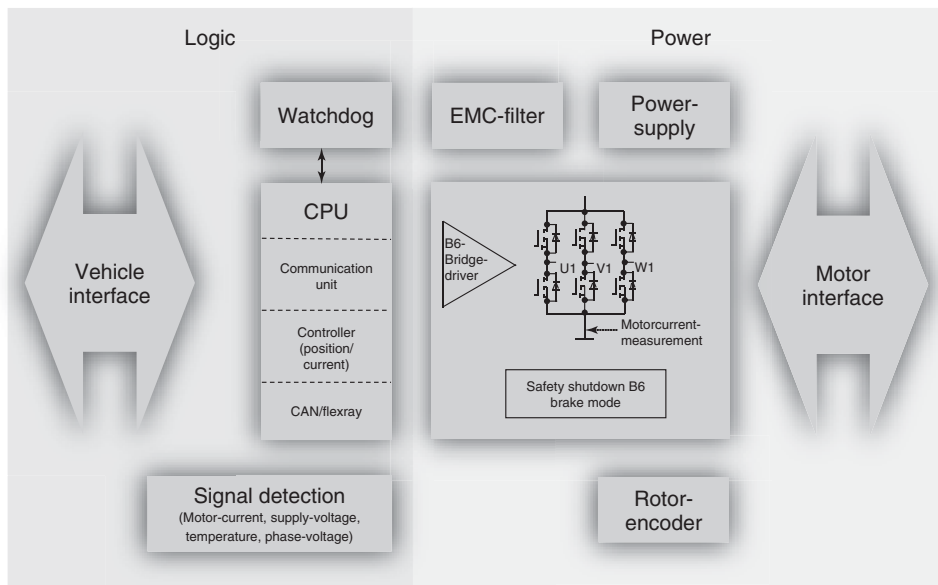 Logic
Power
Watchdog
EMC-filter
Power-
supply
CPU
Communication
unit
Controller
(position/
current)
CAN/flexray
Vehicle
interface
B6-
Bridge-
driver
U1
V1
W1
Motorcurrent-
measurement
Safety shutdown B6
brake mode
Motor
interface
Signal detection
(Motor-current, supply-voltage,
temperature, phase-voltage)
Rotor-
encoder